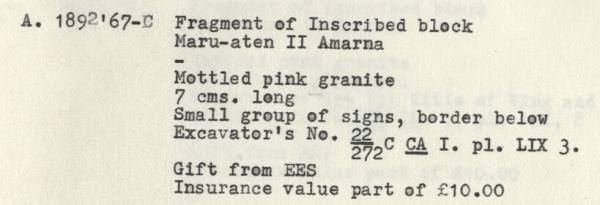 A. 1892'67-C Fragment of Inscribed block
Maru-aten II Amarna
-
Mottled pink granite
7 cms. long
Small group of signs, border below
Excavator's No. 22/272 C CA I. pl. LIX 3.
Gift from EES
Insurance value part of £10.00